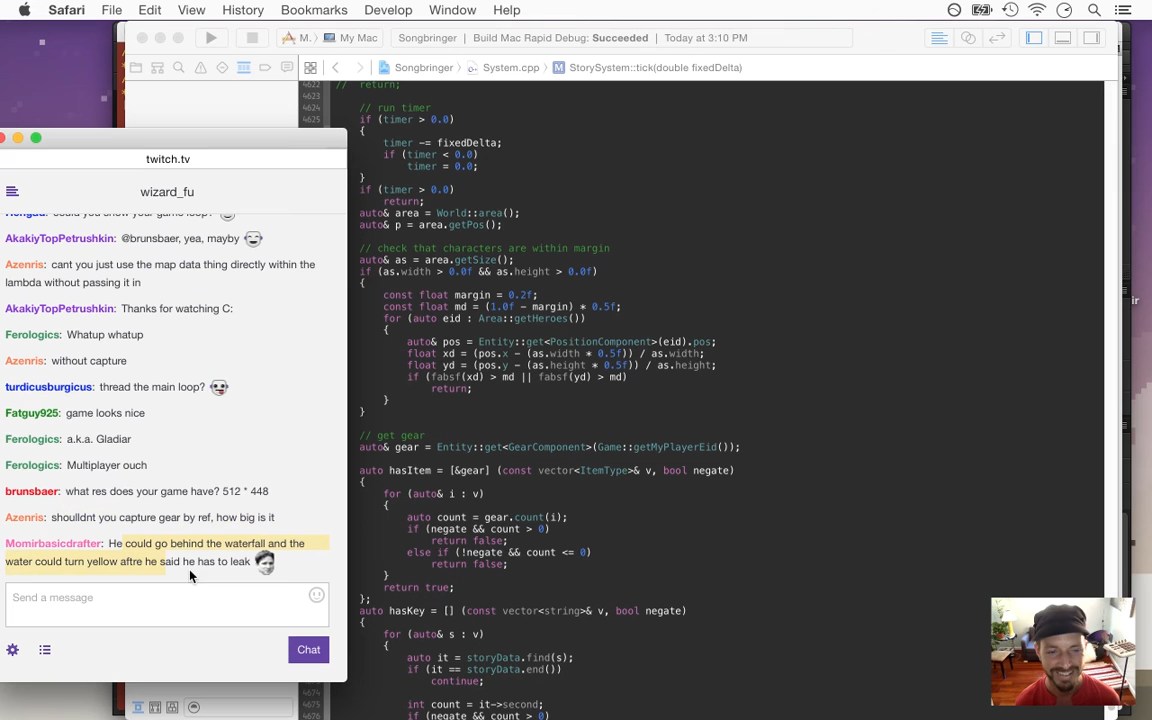 Safari File Edit View History Bookmarks Develop Window Help
M. My Mac Songbringer Build Mac Rapid Debug: Succeeded Today at 3:10 PM
Songbringer System.cpp M StorySystem::tick(double fixedDelta)
twitch.tv
wizard_fu
AkakiyTopPetrushkin: @brunsbaer, yea, mayby
Azenris: cant you just use the map data thing directly within the
lambda without passing it in
AkakiyTopPetrushkin: Thanks for watching C:
Ferologics: Whatup whatup
Azenris: without capture
turdicusburgicus: thread the main loop?
Fatguy925: game looks nice
Ferologics: a.k.a. Gladiar
Ferologics: Multiplayer ouch
brunsbaer: what res does your game have? 512 * 448
Azenris: shoulldnt you capture gear by ref, how big is it
Momirbasicdrafter: He could go behind the waterfall and the
water could turn yellow aftre he said he has to leak
Send a message
Chat
4622 // return;
4623
4624 // run timer
4625 if (timer > 0.0)
{
timer -= fixedDelta;
if (timer < 0.0)
timer = 0.0;
}
if (timer > 0.0)
return;
auto& area = World::area();
auto& p = area.getPos();
// check that characters are within margin
auto& as = area.getSize();
if (as.width > 0.0f && as.height > 0.0f)
{
const float margin = 0.2f;
const float md = (1.0f - margin) * 0.5f;
for (auto eid : Area::getHeroes())
{
auto& pos = Entity::get<PositionComponent>(eid).pos;
float xd = (pos.x - (as.width * 0.5f)) / as.width;
float yd = (pos.y - (as.height * 0.5f)) / as.height;
if (fabsf(xd) > md || fabsf(yd) > md)
return;
}
}
// get gear
auto& gear = Entity::get<GearComponent>(Game::getMyPlayerEid());
auto hasItem = [&gear] (const vector<ItemType>& v, bool negate)
{
for (auto& i : v)
{
auto count = gear.count(i);
if (negate && count > 0)
return false;
else if (!negate && count <= 0)
return false;
}
return true;
};
auto hasKey = [] (const vector<string>& v, bool negate)
{
for (auto& s : v)
{
auto it = storyData.find(s);
if (it == storyData.end())
continue;
4674
4675 int count = it->second;
4676 if (negate && count > 0)